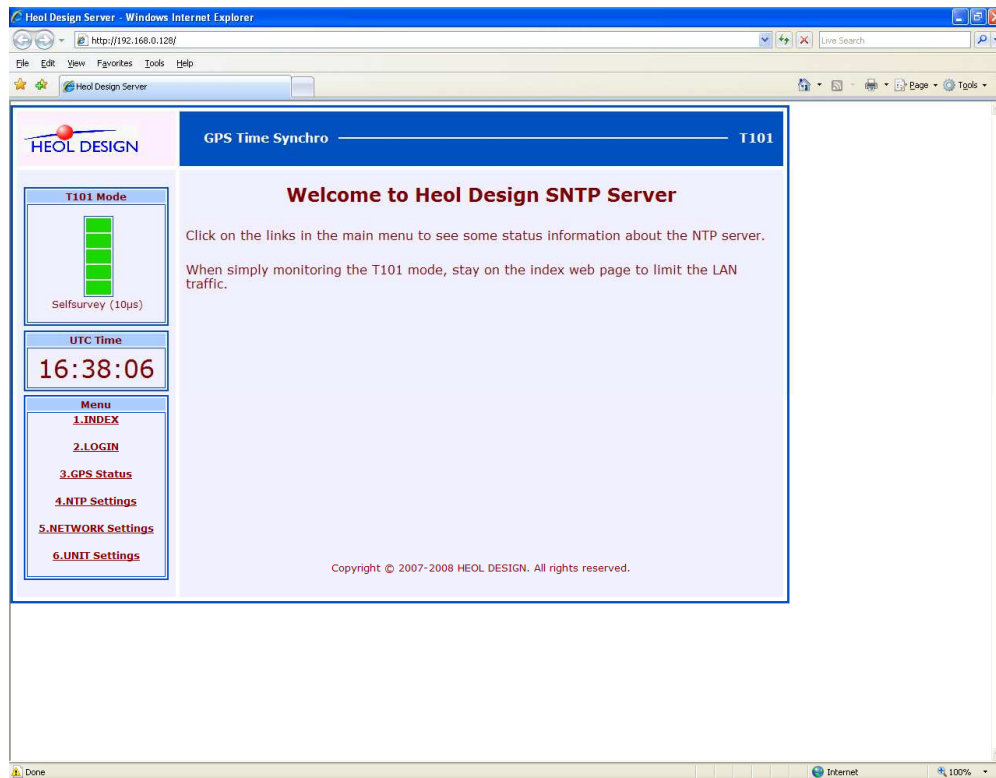 Heol Design Server - Windows Internet Explorer
http://192.168.0.128/
Live Search
File Edit View Favorites Tools Help
Heol Design Server
Page Tools
HEOL DESIGN
GPS Time Synchro T101
T101 Mode
Selfsurvey (10µs)
UTC Time
16:38:06
Menu
1.INDEX
2.LOGIN
3.GPS Status
4.NTP Settings
5.NETWORK Settings
6.UNIT Settings
Welcome to Heol Design SNTP Server
Click on the links in the main menu to see some status information about the NTP server.
When simply monitoring the T101 mode, stay on the index web page to limit the LAN
traffic.
Copyright © 2007-2008 HEOL DESIGN. All rights reserved.
Done
Internet
100%